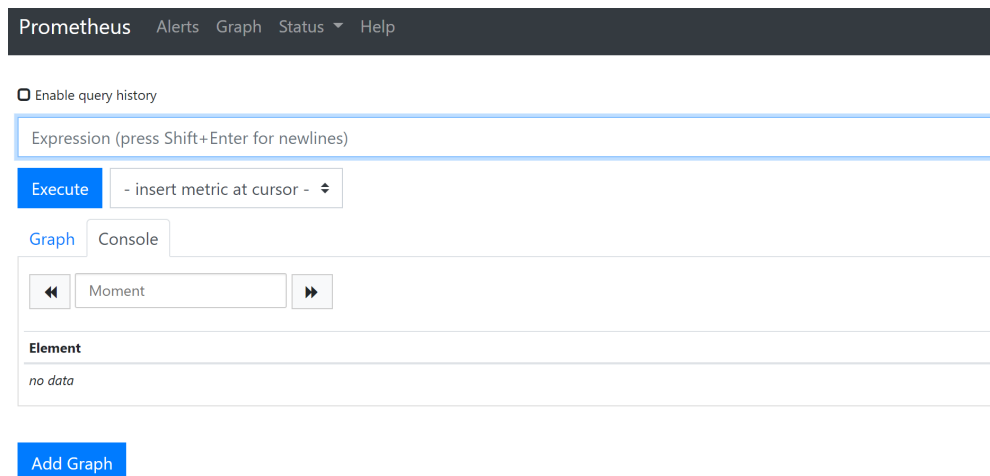 Prometheus Alerts Graph Status Help
Enable query history
Expression (press Shift+Enter for newlines)
Execute - insert metric at cursor -
Graph Console
Moment
Element
no data
Add Graph